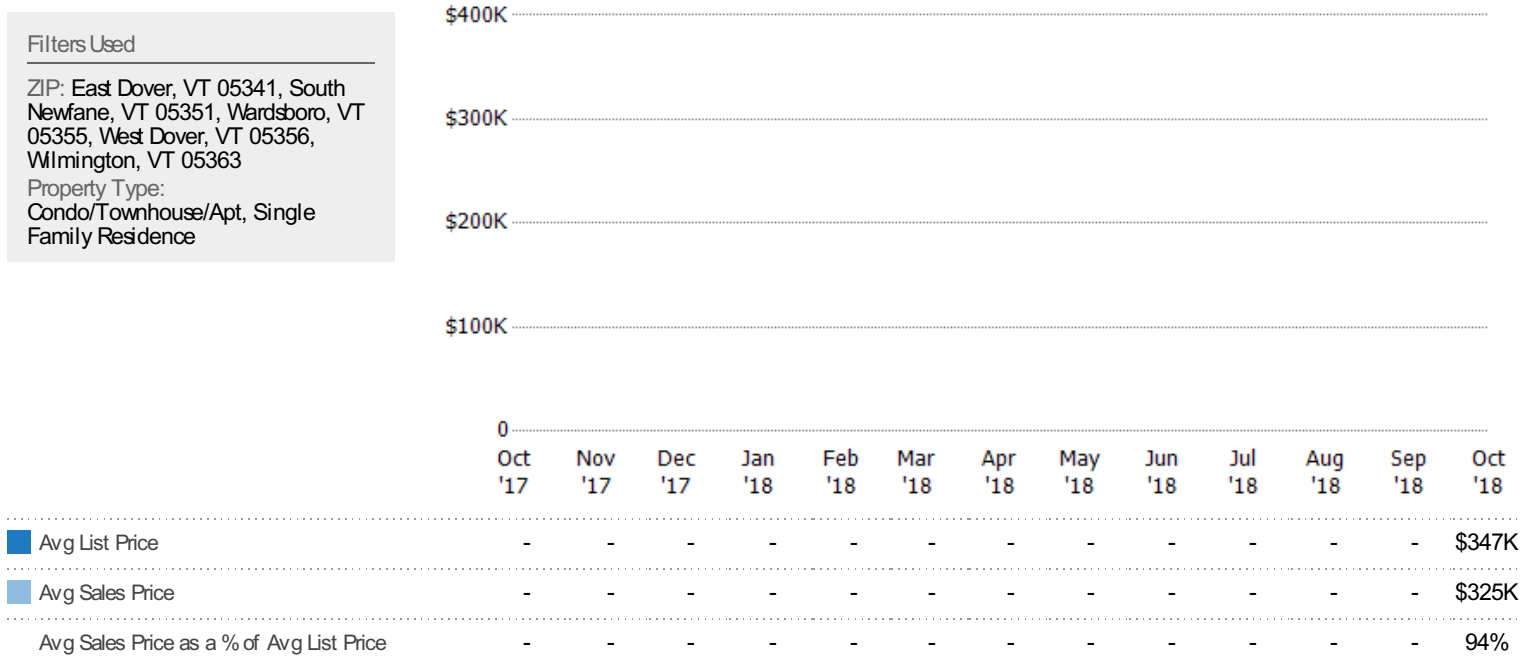 Filters Used
ZIP: East Dover, VT 05341, South
Newfane, VT 05351, Wardsboro, VT
05355, West Dover, VT 05356,
Wilmington, VT 05363
Property Type:
Condo/Townhouse/Apt, Single
Family Residence
$400K
$300K
$200K
$100K
0
Oct Nov Dec Jan Feb Mar Apr May Jun Jul Aug Sep Oct
'17 '17 '17 '18 '18 '18 '18 '18 '18 '18 '18 '18 '18
Avg List Price - - - - - - - - - - - - $347K
Avg Sales Price - - - - - - - - - - - - $325K
Avg Sales Price as a % of Avg List Price - - - - - - - - - - - - 94%